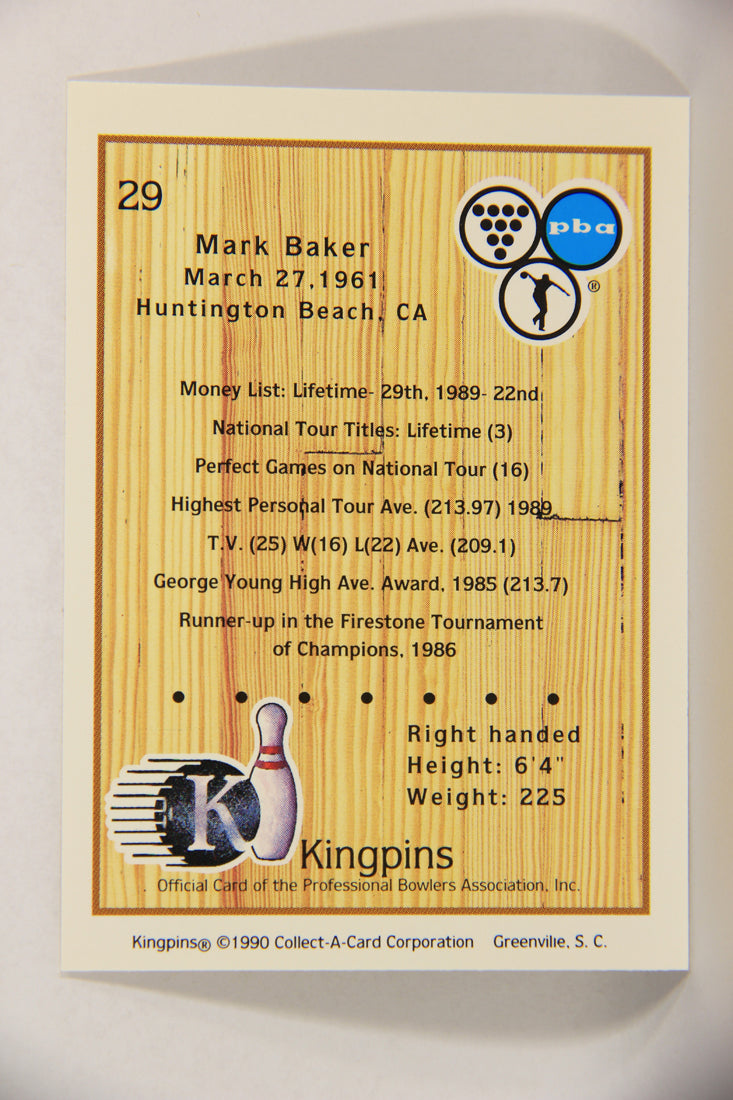 29
pba
®
Mark Baker
March 27,1961
Huntington Beach, CA
Money List: Lifetime- 29th, 1989- 22nd
National Tour Titles: Lifetime (3)
Perfect Games on National Tour (16)
Highest Personal Tour Ave. (213.97) 1989
T.V. (25) W(16) L(22) Ave. (209.1)
George Young High Ave. Award, 1985 (213.7)
Runner-up in the Firestone Tournament
of Champions, 1986
Right handed
Height: 6'4"
Weight: 225
K
Kingpins
Official Card of the Professional Bowlers Association, Inc.
Kingpins® ©1990 Collect-A-Card Corporation Greenville, S. C.